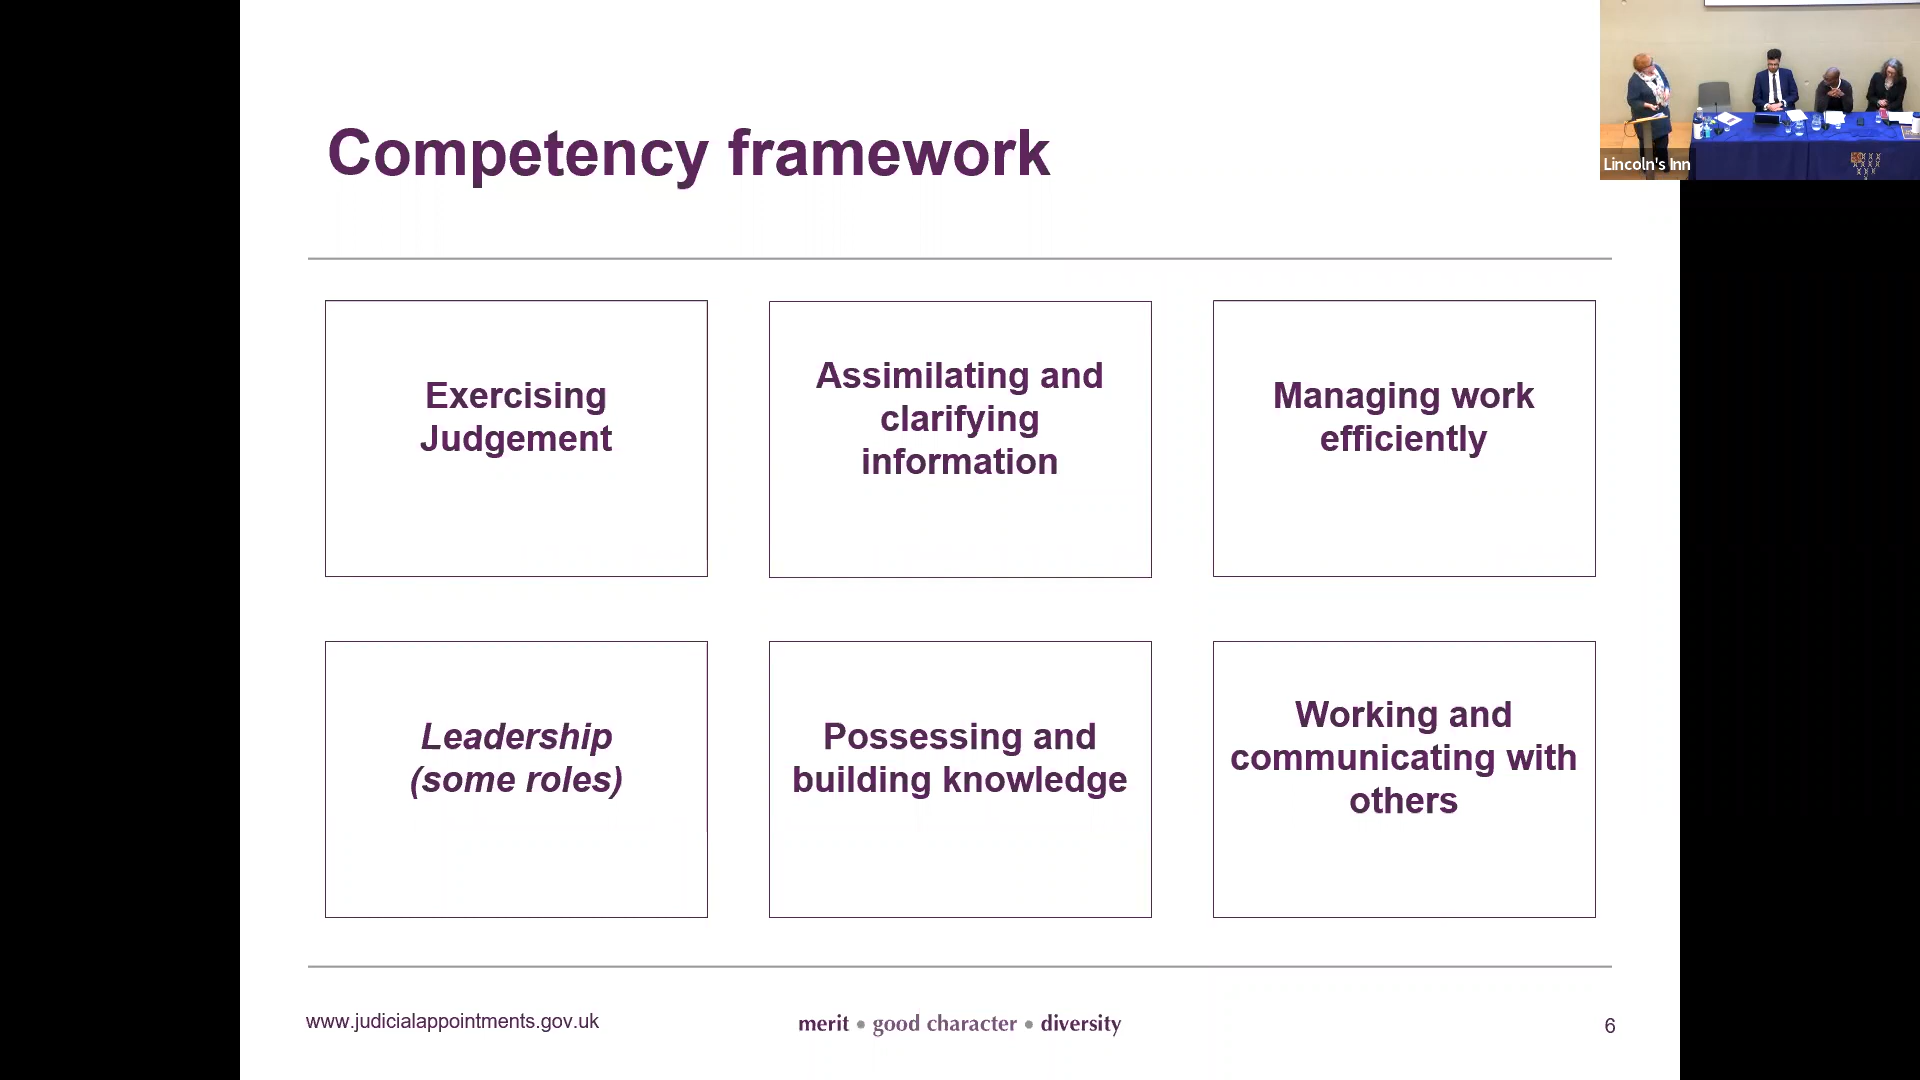 Competency framework
Lincoln's Inn
Exercising
Judgement
Assimilating and
clarifying
information
Managing work
efficiently
Leadership
(some roles)
Possessing and
building knowledge
Working and
communicating with
others
www.judicialappointments.gov.uk
merit • good character • diversity
6